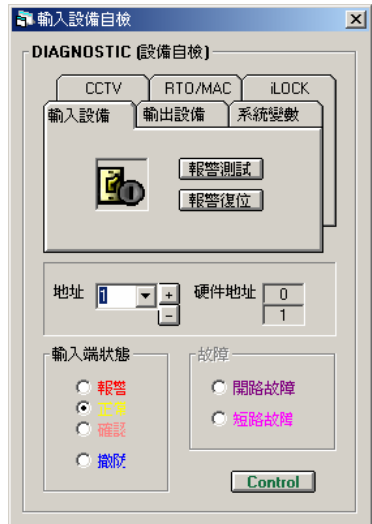 輸入設備自檢
DIAGNOSTIC (設備自檢)
CCTV RTO/MAC iLOCK
輸入設備 輸出設備 系統變數
報警測試
報警復位
地址 1 + 硬件地址 0
- 1
輸入端狀態 故障
報警 開路故障
正常
確認 短路故障
撤防
Control